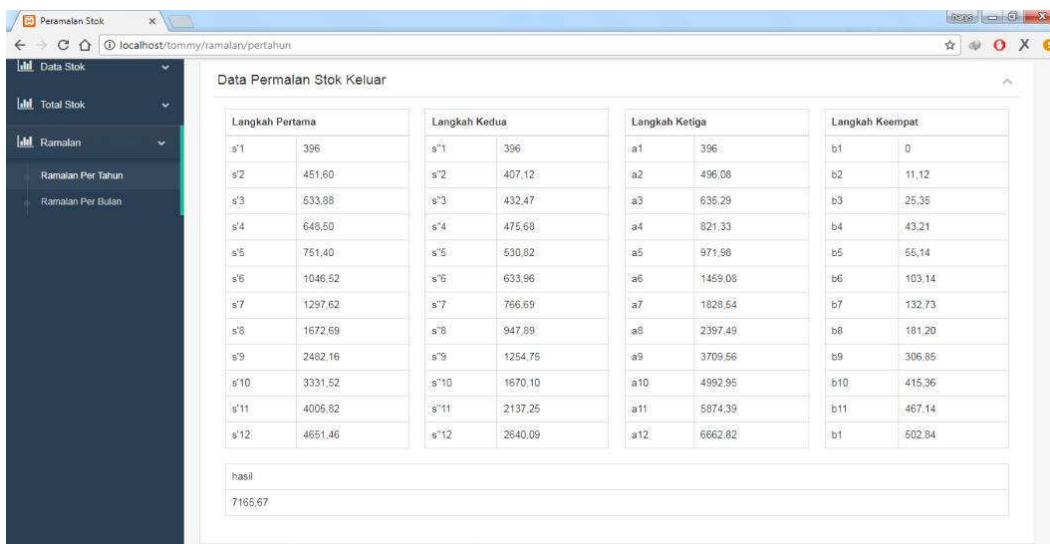 Peramalan Stok
localhost/tommy/ramalan/pertahun
Data Stok
Total Stok
Ramalan
Ramalan Per Tahun
Ramalan Per Bulan
Data Permalan Stok Keluar
Langkah Pertama Langkah Kedua Langkah Ketiga Langkah Keempat
s'1 396 s"1 396 a1 396 b1 0
s'2 451,60 s"2 407,12 a2 496,08 b2 11,12
s'3 533,88 s"3 432,47 a3 635,29 b3 25,35
s'4 648,50 s"4 475,68 a4 821,33 b4 43,21
s'5 751,40 s"5 530,82 a5 971,98 b5 55,14
s'6 1046,52 s"6 633,96 a6 1459,08 b6 103,14
s'7 1297,62 s"7 766,69 a7 1828,54 b7 132,73
s'8 1672,69 s"8 947,89 a8 2397,49 b8 181,20
s'9 2482,16 s"9 1254,75 a9 3709,56 b9 306,85
s'10 3331,52 s"10 1670,10 a10 4992,95 b10 415,36
s'11 4005,82 s"11 2137,25 a11 5874,39 b11 467,14
s'12 4651,46 s"12 2640,09 a12 6662,82 b1 502,84
hasil
7165,67